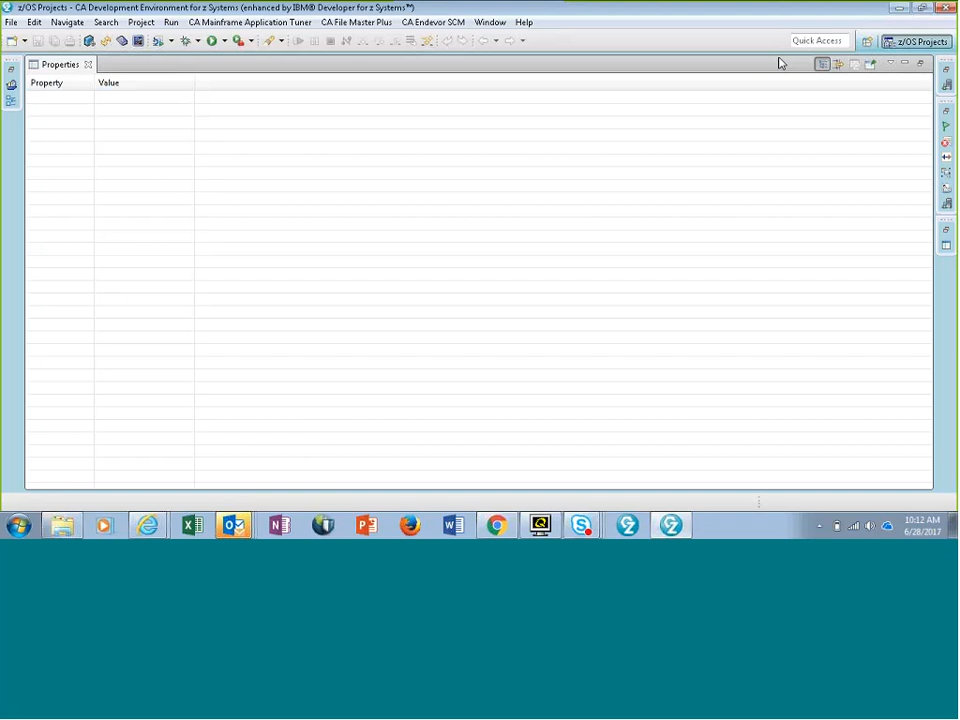 z/OS Projects - CA Development Environment for z Systems (enhanced by IBM® Developer for z Systems™)
File Edit Navigate Search Project Run CA Mainframe Application Tuner CA File Master Plus CA Endevor SCM Window Help
Quick Access z/OS Projects
Properties
Property Value
10:12 AM
6/28/2017